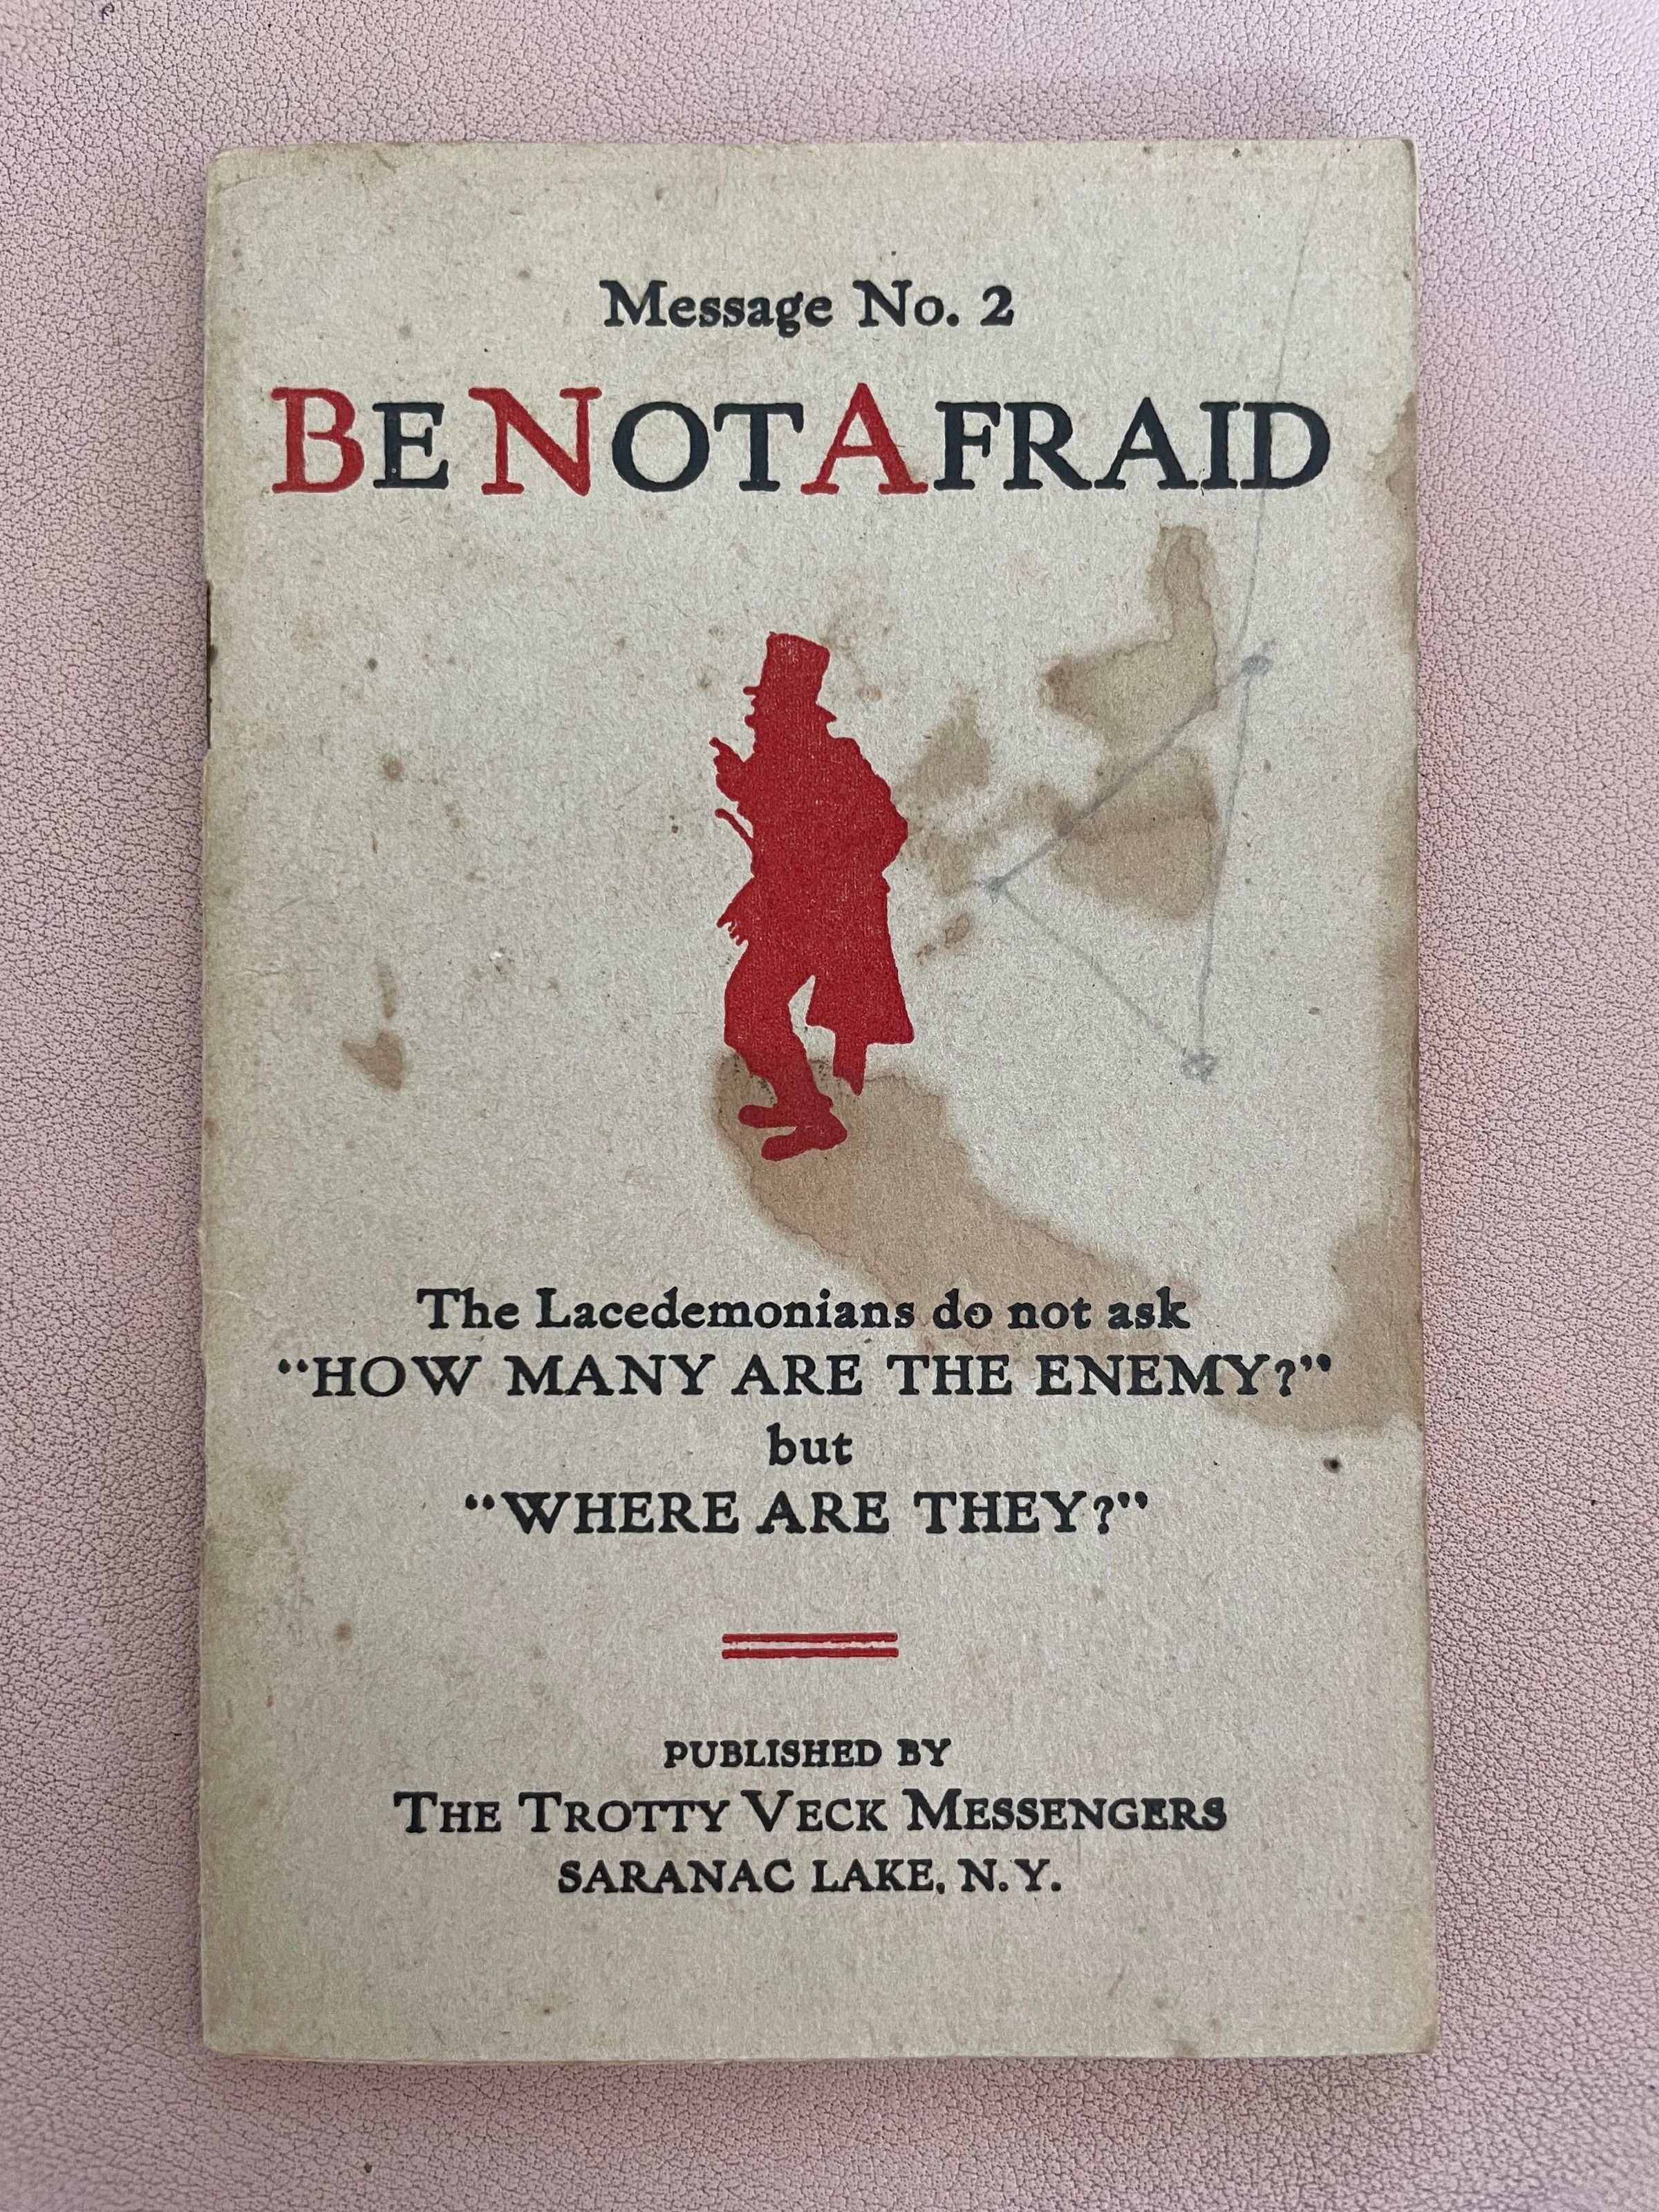 Message No. 2
BE NOT AFRAID
The Lacedemonians do not ask
“HOW MANY ARE THE ENEMY?”
but
“WHERE ARE THEY?”
PUBLISHED BY
THE TROTTY VECK MESSENGERS
SARANAC LAKE, N.Y.